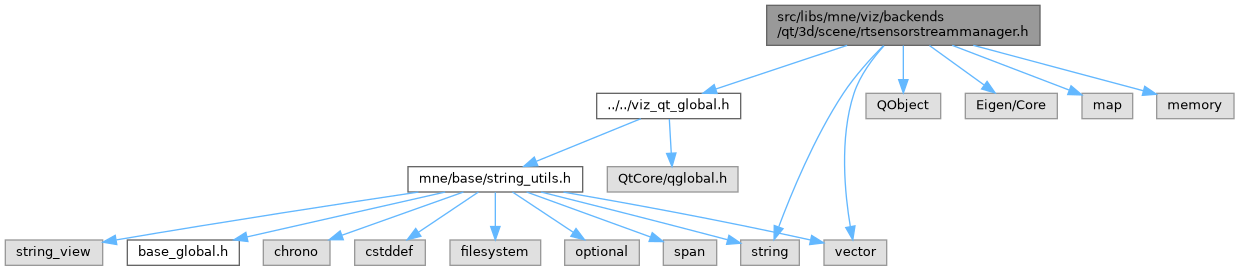 src/libs/mne/viz/backends
/qt/3d/scene/rtsensorstreammanager.h
../../viz_qt_global.h
QObject
Eigen/Core
map
memory
mne/base/string_utils.h
QtCore/qglobal.h
string_view
base_global.h
chrono
cstddef
filesystem
optional
span
string
vector